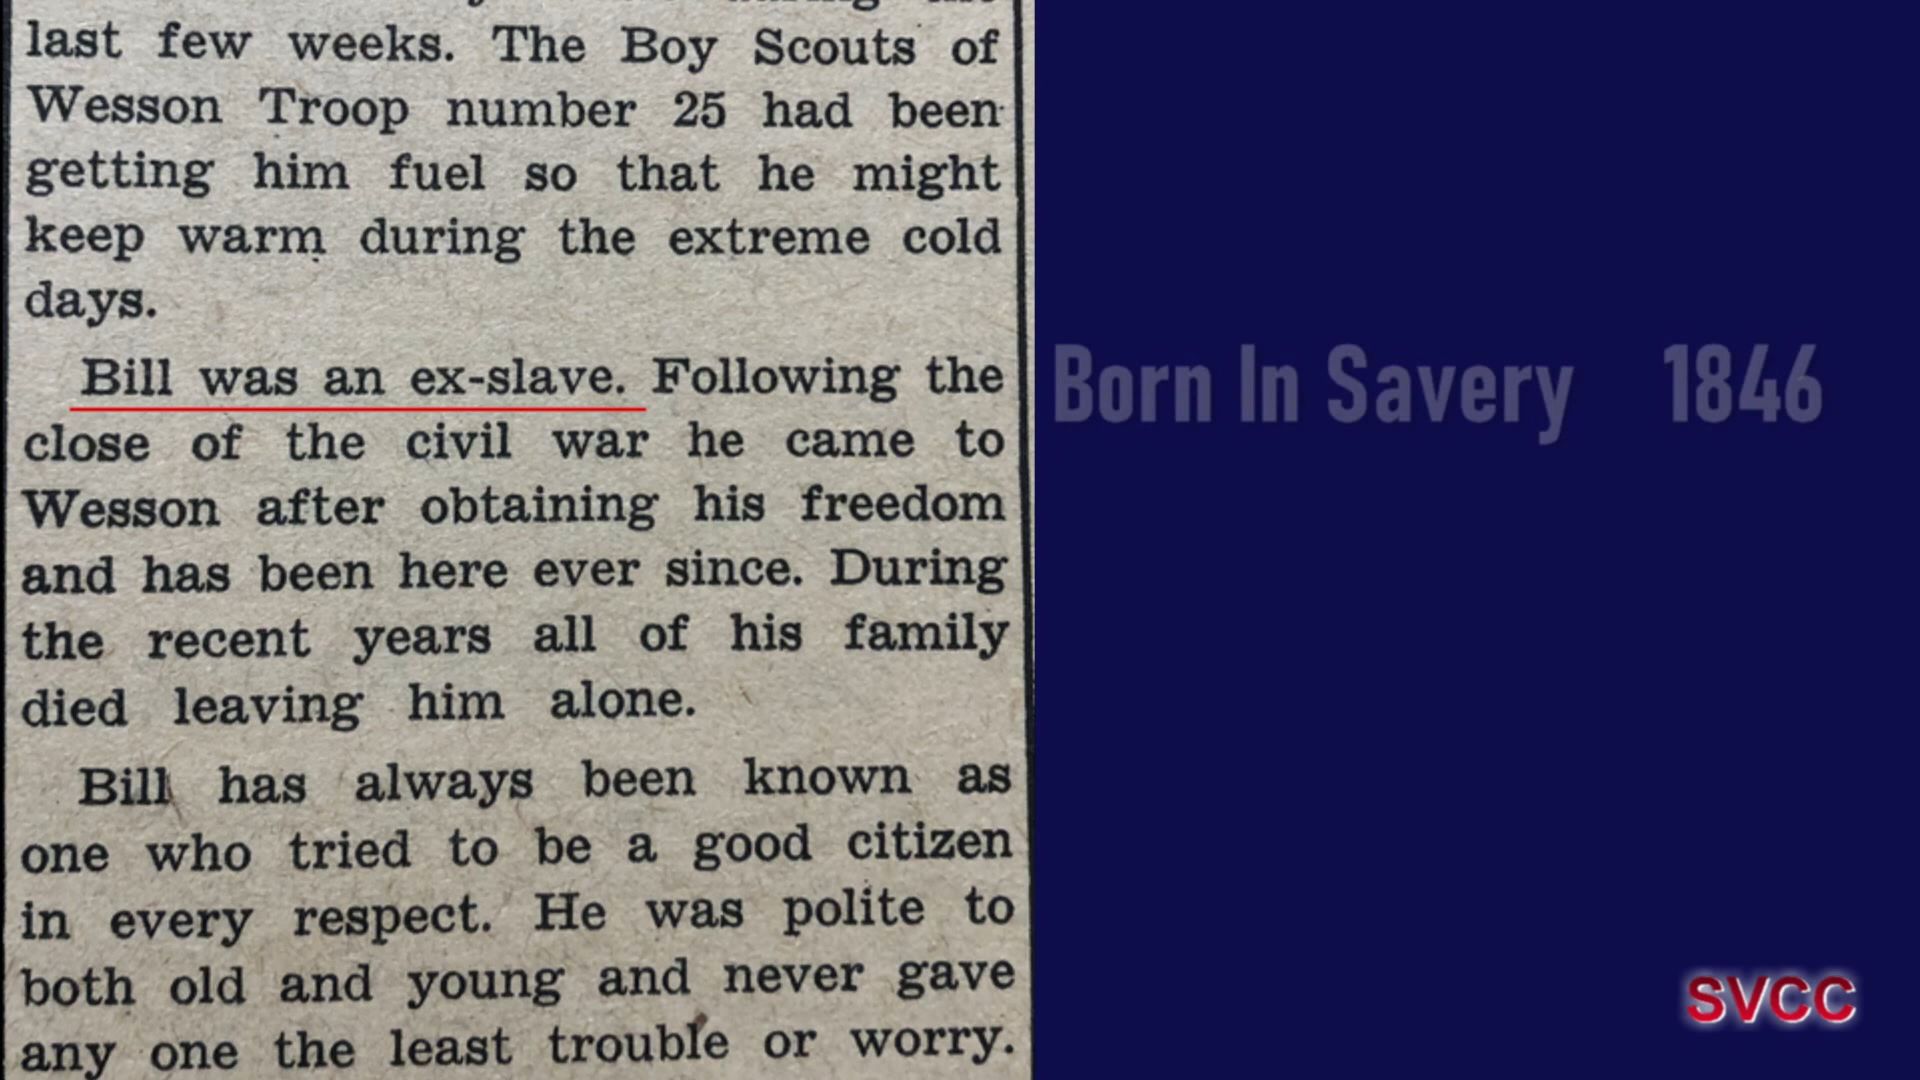 last few weeks. The Boy Scouts of
Wesson Troop number 25 had been
getting him fuel so that he might
keep warm during the extreme cold
days.
Bill was an ex-slave. Following the
close of the civil war he came to
Wesson after obtaining his freedom
and has been here ever since. During
the recent years all of his family
died leaving him alone.
Bill has always been known as
one who tried to be a good citizen
in every respect. He was polite to
both old and young and never gave
any one the least trouble or worry.
Born In Savery 1846
SVCC